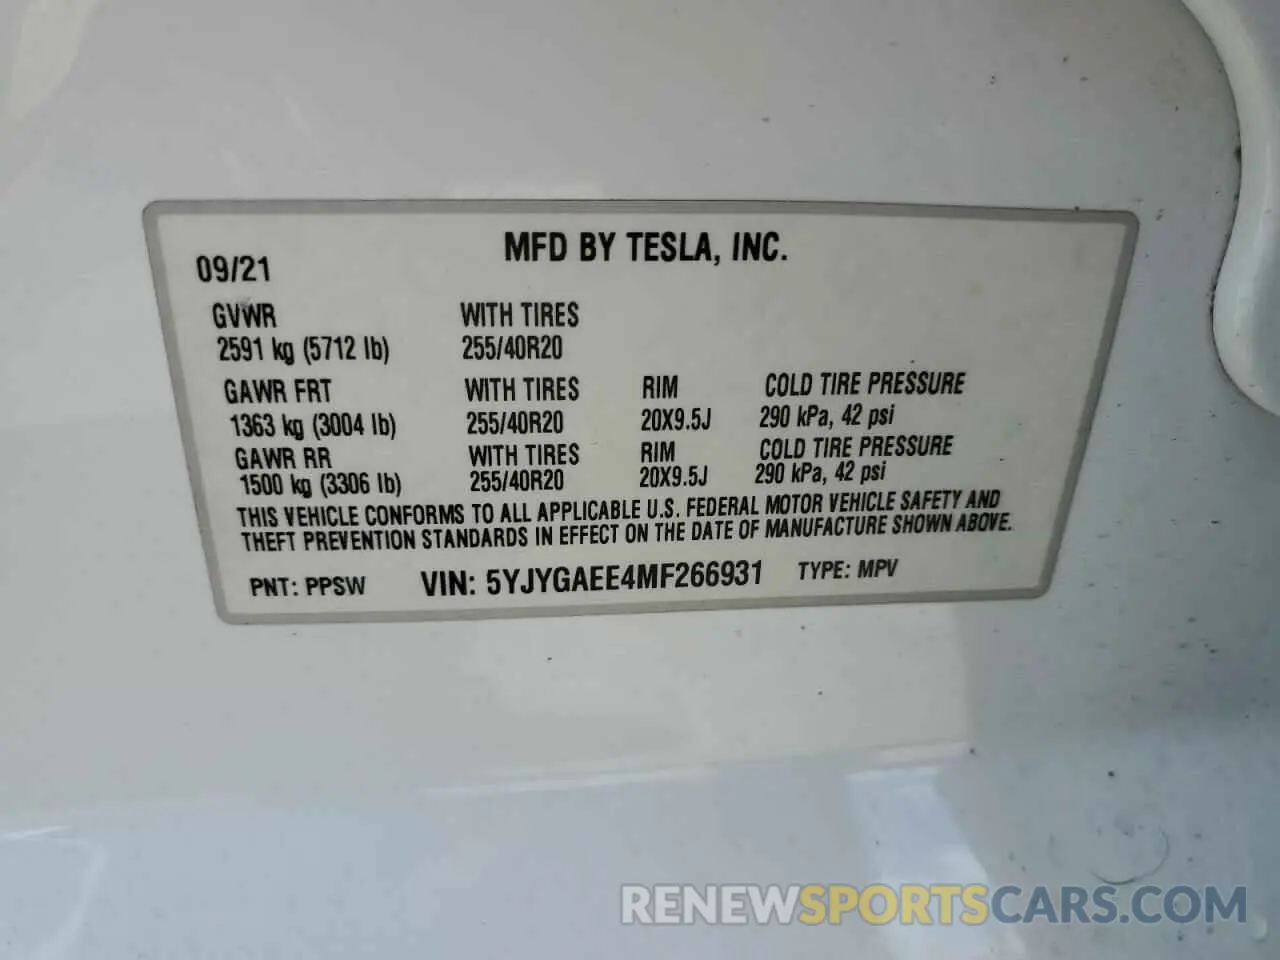 MFD BY TESLA, INC.
09/21
GVWR WITH TIRES
2591 kg (5712 lb) 255/40R20
GAWR FRT WITH TIRES RIM COLD TIRE PRESSURE
1363 kg (3004 lb) 255/40R20 20X9.5J 290 kPa, 42 psi
GAWR RR WITH TIRES RIM COLD TIRE PRESSURE
1500 kg (3306 lb) 255/40R20 20X9.5J 290 kPa, 42 psi
THIS VEHICLE CONFORMS TO ALL APPLICABLE U.S. FEDERAL MOTOR VEHICLE SAFETY AND
THEFT PREVENTION STANDARDS IN EFFECT ON THE DATE OF MANUFACTURE SHOWN ABOVE.
PNT: PPSW VIN: 5YJYGAEE4MF266931 TYPE: MPV
RENEWSPORTSCARS.COM